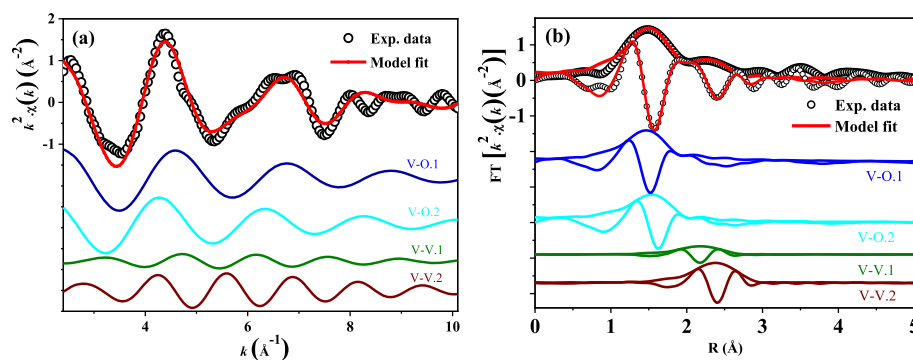 (a)
Exp. data
Model fit
k².χ(k) (Å⁻²)
2
1
0
-1
V-O.1
V-O.2
V-V.1
V-V.2
4
6
8
10
k (Å⁻¹)
(b)
Exp. data
Model fit
FT [k².χ(k) (Å⁻²)]
1
0
-1
V-O.1
V-O.2
V-V.1
V-V.2
0
1
2
3
4
5
R (Å)